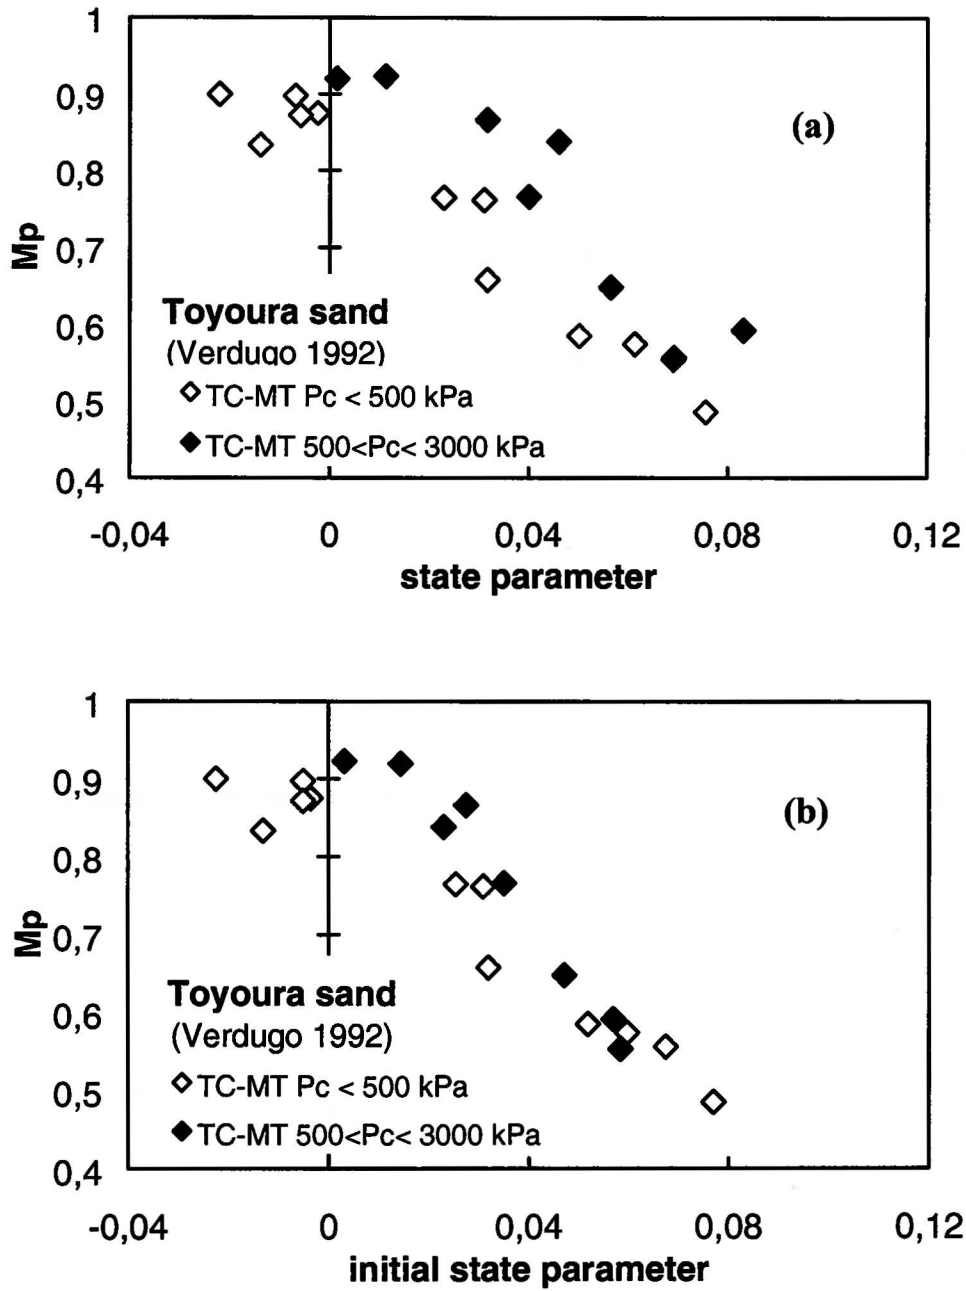 1
0,9
0,8
0,7
0,6
0,5
0,4
Mp
(a)
Toyoura sand
(Verdugo 1992)
TC-MT Pc < 500 kPa
TC-MT 500<Pc< 3000 kPa
-0,04 0 0,04 0,08 0,12
state parameter
1
0,9
0,8
0,7
0,6
0,5
0,4
Mp
(b)
Toyoura sand
(Verdugo 1992)
TC-MT Pc < 500 kPa
TC-MT 500<Pc< 3000 kPa
-0,04 0 0,04 0,08 0,12
initial state parameter